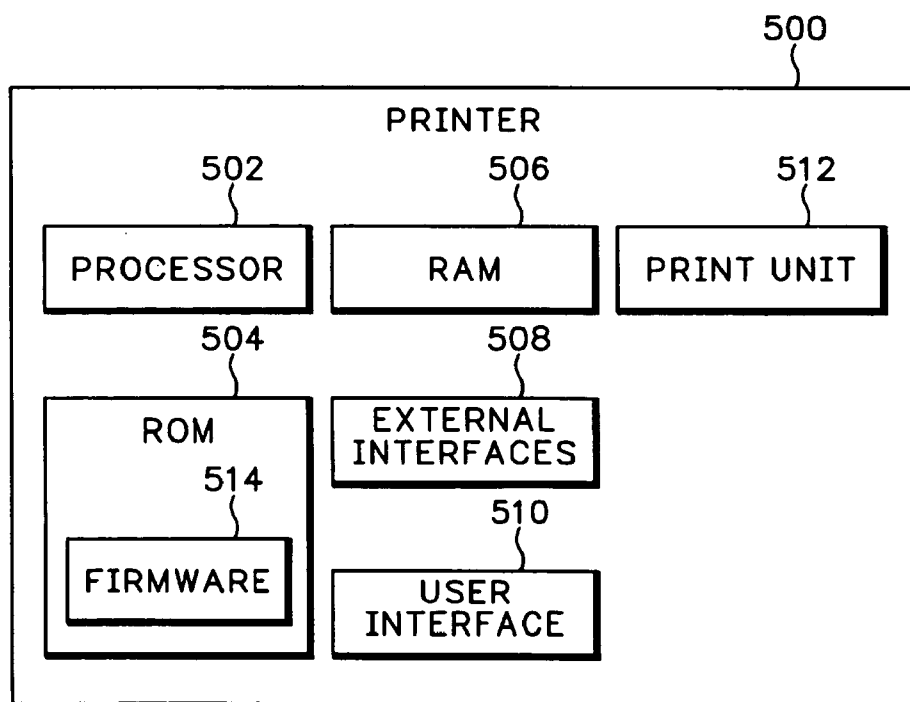 500
PRINTER
502
506
512
PROCESSOR
RAM
PRINT UNIT
504
508
ROM
EXTERNAL
INTERFACES
514
510
FIRMWARE
USER
INTERFACE